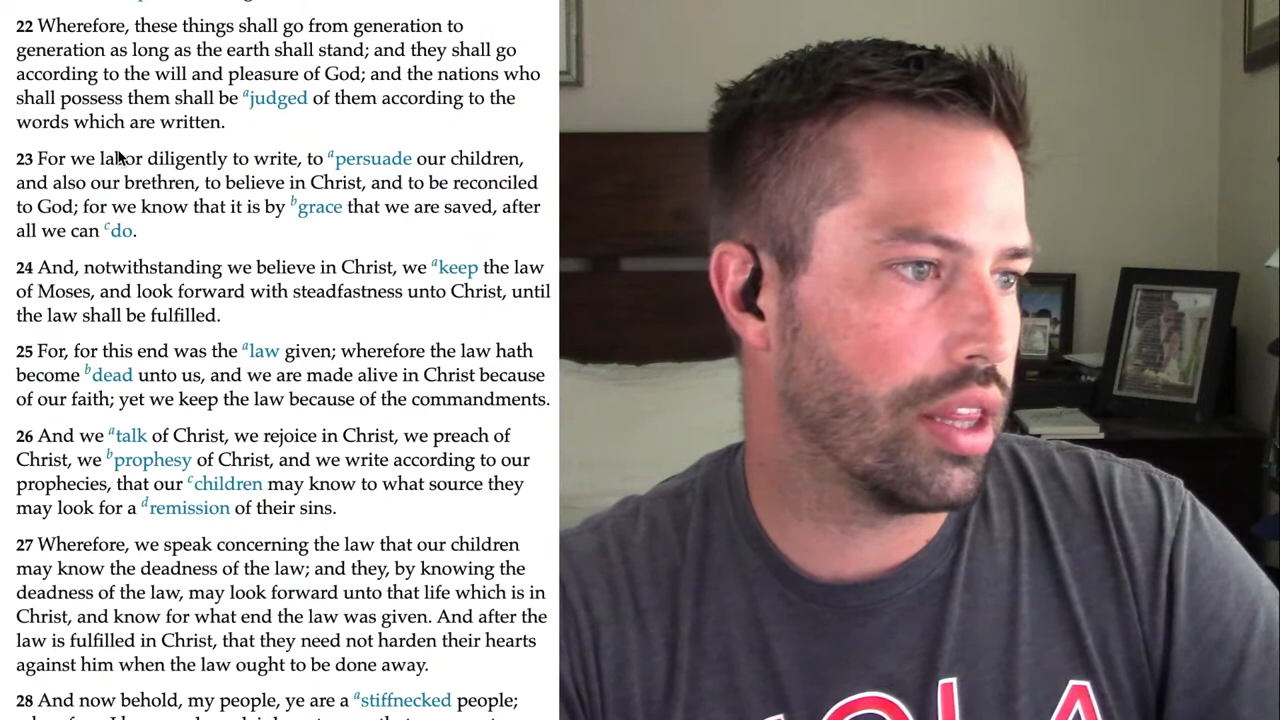 22 Wherefore, these things shall go from generation to
generation as long as the earth shall stand; and they shall go
according to the will and pleasure of God; and the nations who
shall possess them shall be a judged of them according to the
words which are written.
23 For we labor diligently to write, to a persuade our children,
and also our brethren, to believe in Christ, and to be reconciled
to God; for we know that it is by b grace that we are saved, after
all we can c do.
24 And, notwithstanding we believe in Christ, we a keep the law
of Moses, and look forward with steadfastness unto Christ, until
the law shall be fulfilled.
25 For, for this end was the a law given; wherefore the law hath
become b dead unto us, and we are made alive in Christ because
of our faith; yet we keep the law because of the commandments.
26 And we a talk of Christ, we rejoice in Christ, we preach of
Christ, we b prophesy of Christ, and we write according to our
prophecies, that our c children may know to what source they
may look for a d remission of their sins.
27 Wherefore, we speak concerning the law that our children
may know the deadness of the law; and they, by knowing the
deadness of the law, may look forward unto that life which is in
Christ, and know for what end the law was given. And after the
law is fulfilled in Christ, that they need not harden their hearts
against him when the law ought to be done away.
28 And now behold, my people, ye are a a stiffnecked people;